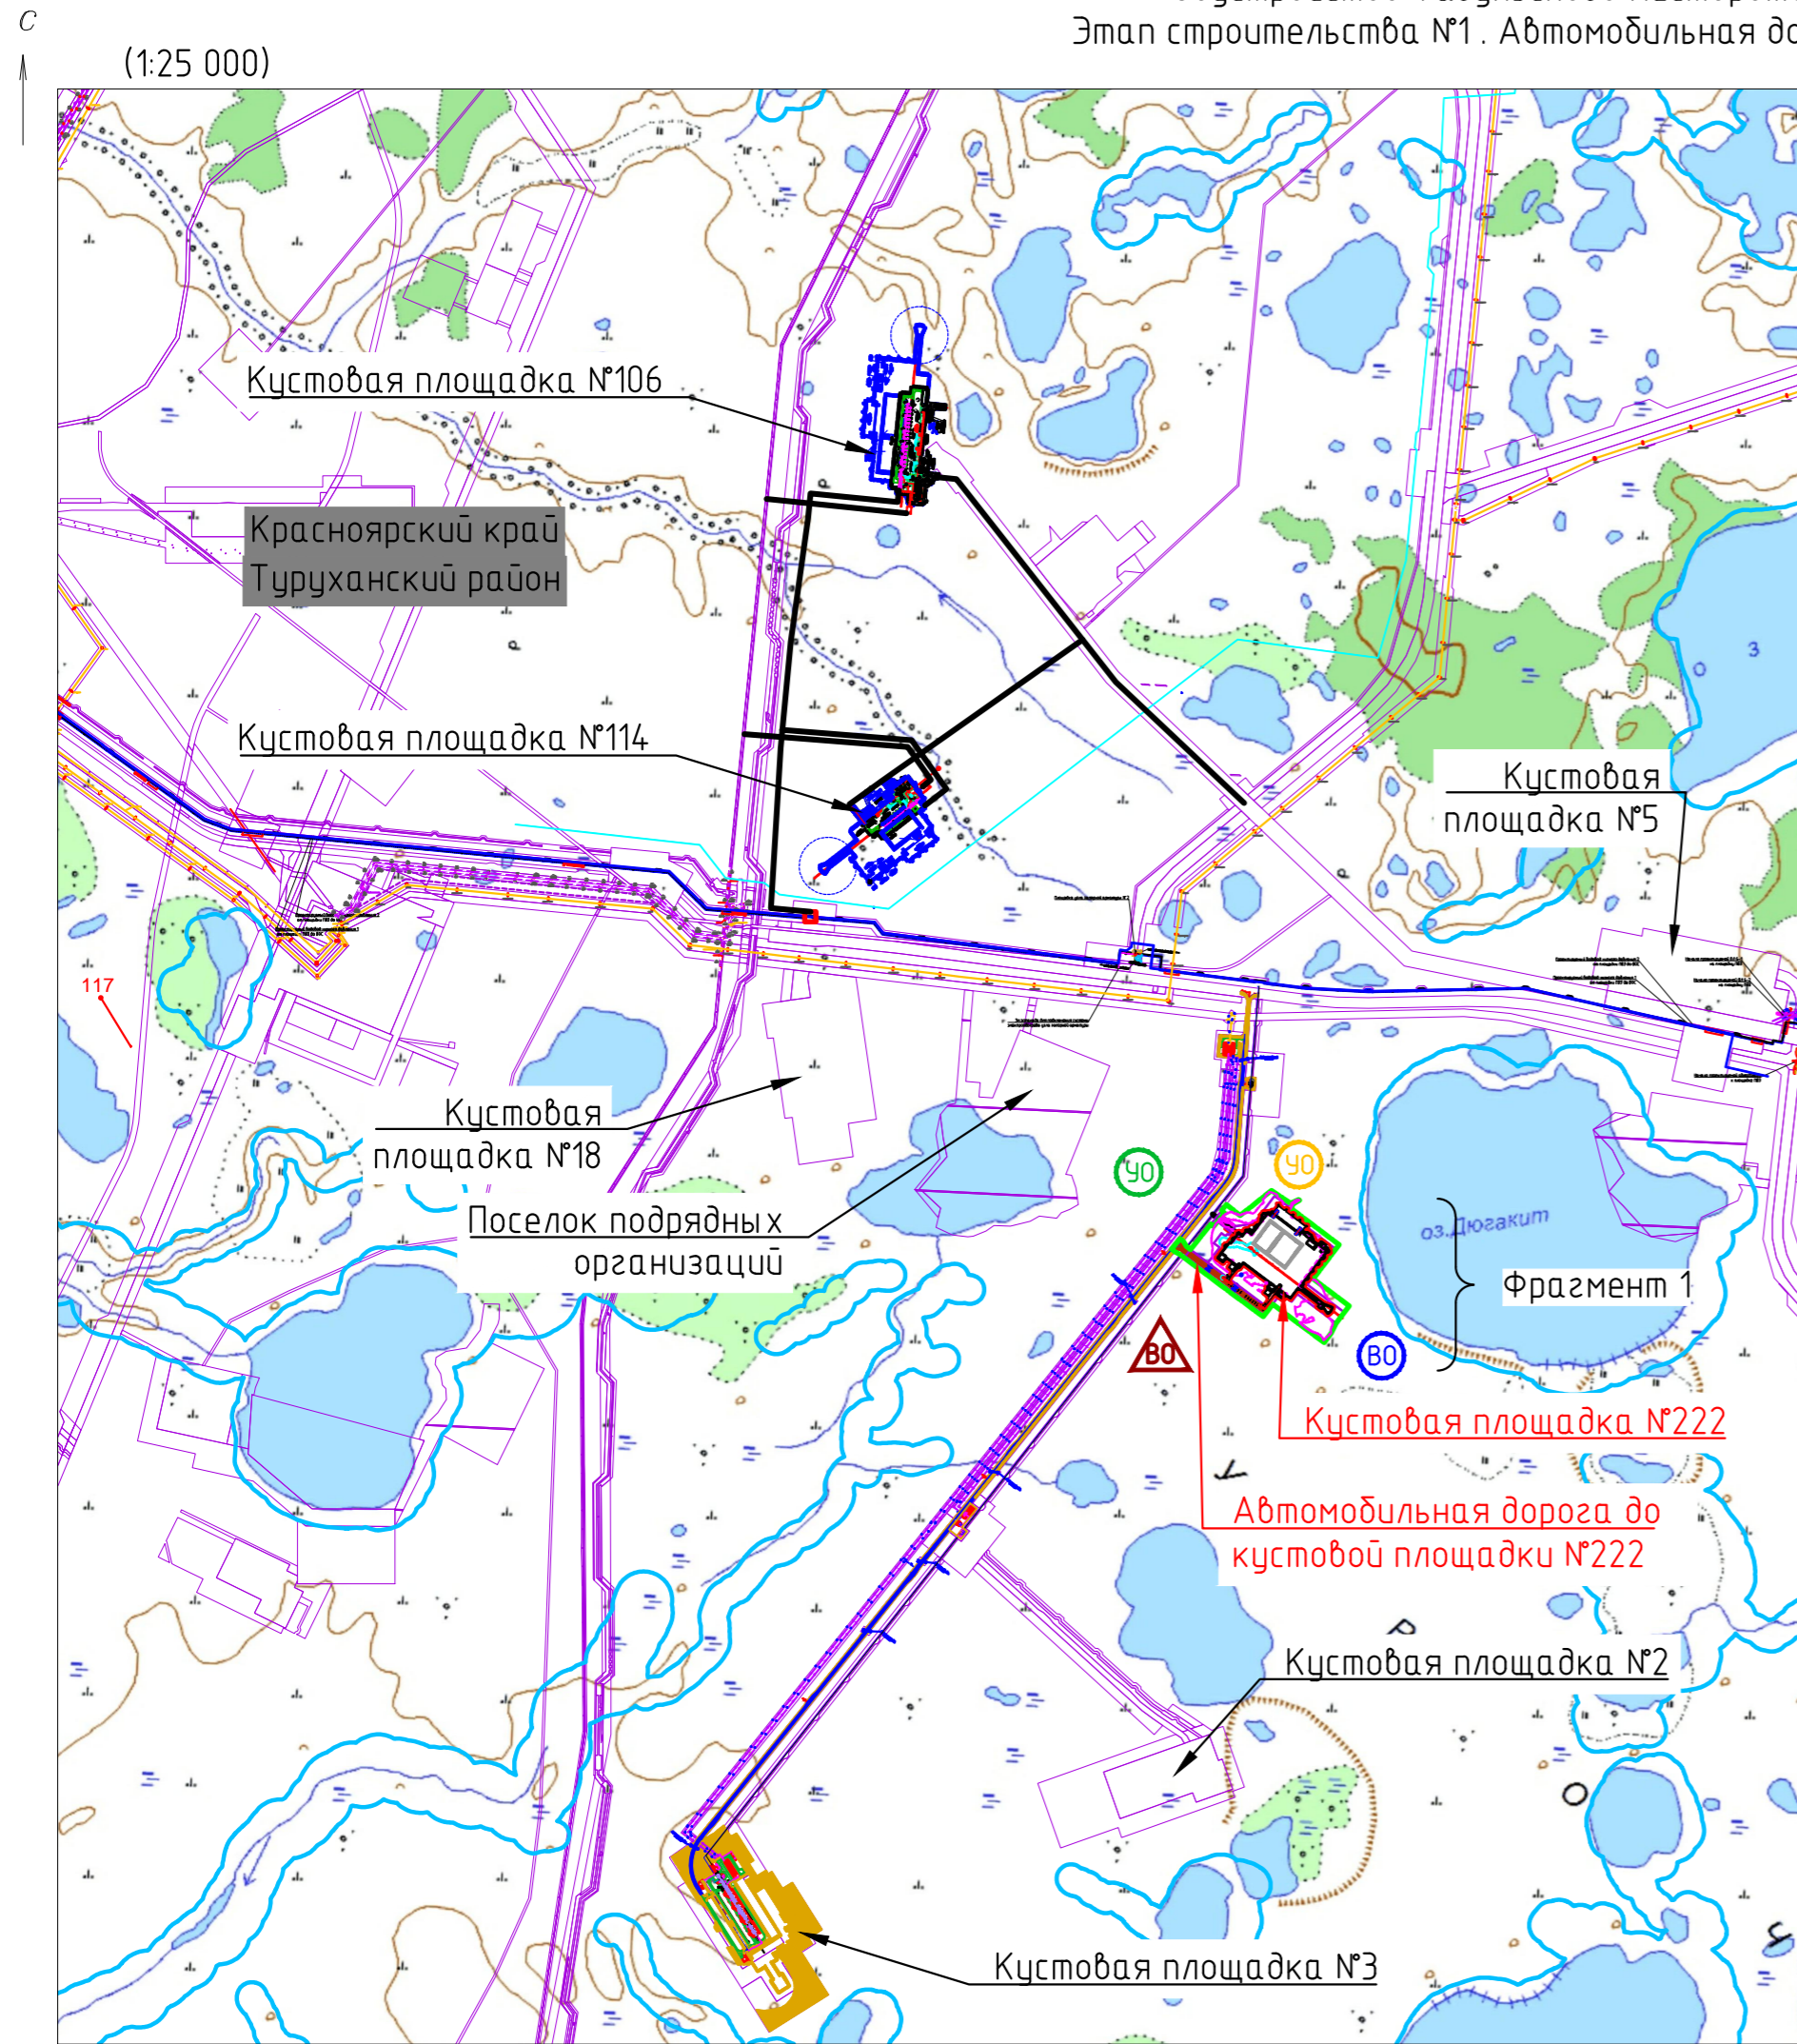 С
Этап строительства №1. Автомобильная до
(1:25 000)
Кустовая площадка №106
Красноярский край
Туруханский район
З
Кустовая площадка №114
Кустовая
площадка №5
117
Кустовая
площадка №18
УО
УО
Поселок подрядных
организаций
оз.Дюгакит
Фрагмент 1
ВО
ВО
Кустовая площадка №222
Автомобильная дорога до
кустовой площадки №222
Кустовая площадка №2
О
Кустовая площадка №3